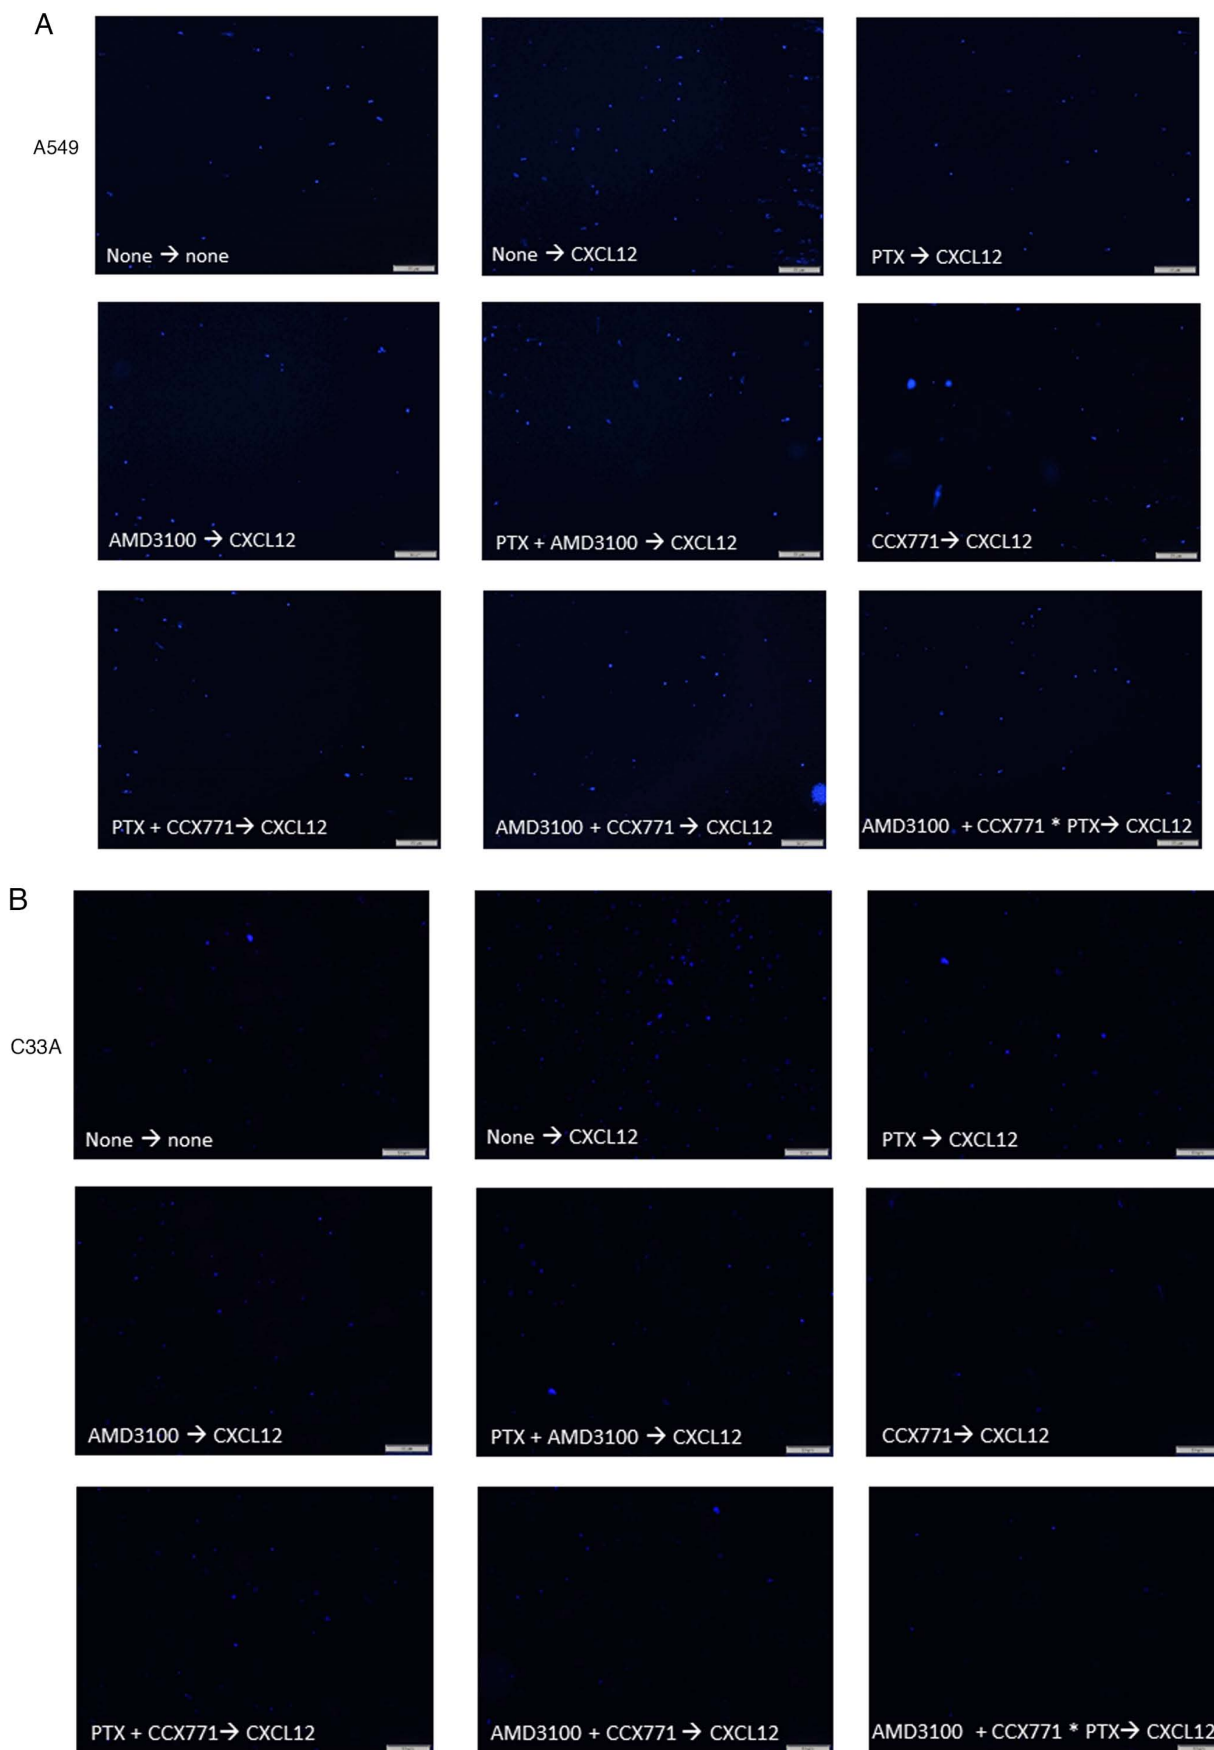 A
A549
None → none
None → CXCL12
PTX → CXCL12
AMD3100 → CXCL12
PTX + AMD3100 → CXCL12
CCX771→ CXCL12
PTX + CCX771→ CXCL12
AMD3100 + CCX771 → CXCL12
AMD3100 + CCX771 * PTX→ CXCL12
B
C33A
None → none
None → CXCL12
PTX → CXCL12
AMD3100 → CXCL12
PTX + AMD3100 → CXCL12
CCX771→ CXCL12
PTX + CCX771→ CXCL12
AMD3100 + CCX771 → CXCL12
AMD3100 + CCX771 * PTX→ CXCL12